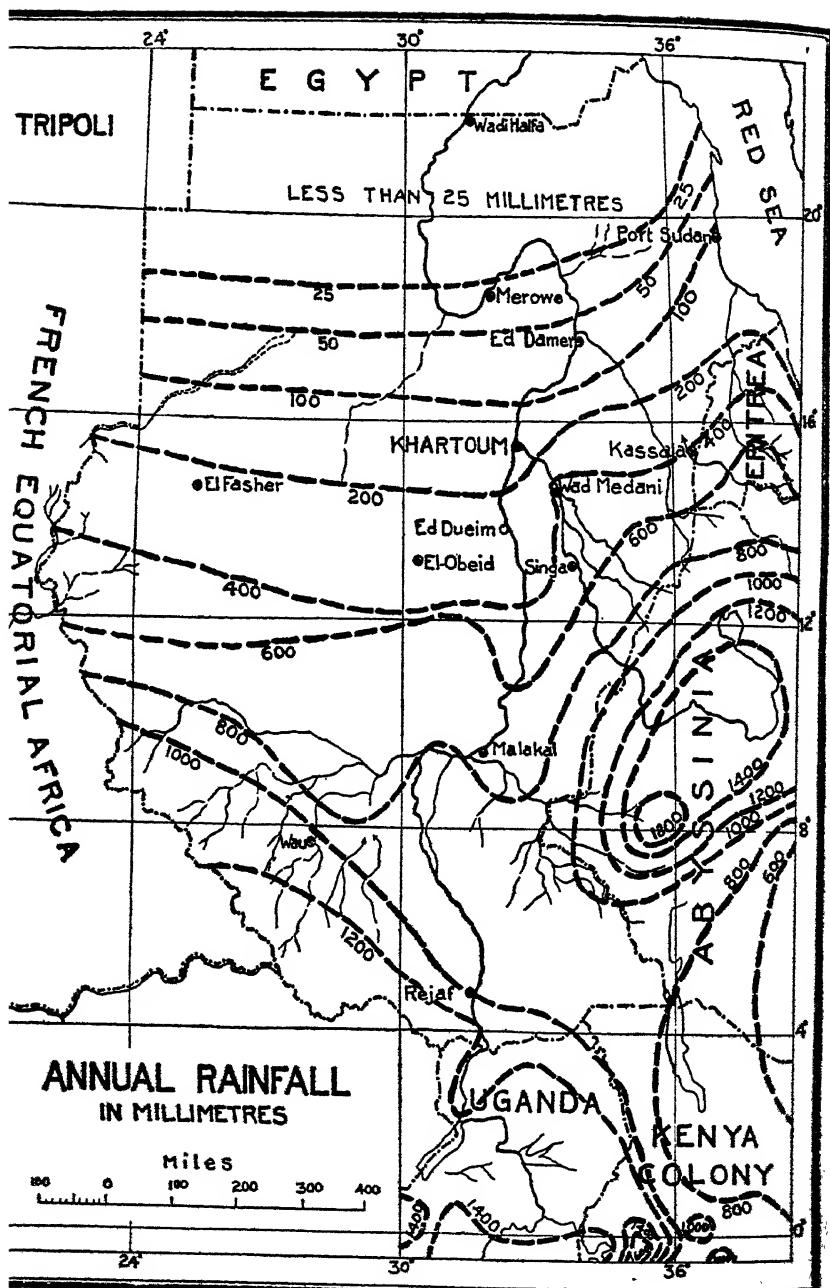 24°
30°
36°
EGYPT
TRIPOLI
Wadi Halfa
RED SEA
LESS THAN 25 MILLIMETRES
25
20°
Port Sudan
25
Merowe
50
100
50
Ed Damer
FRENCH EQUATORIAL AFRICA
100
200
16°
ERITREA
KHARTOUM
Kassala
400
El Fasher
200
Wad Medani
Ed Dueim
600
800
El-Obeid
Singa
1000
400
1200
12°
600
ABYSSINIA
800
Malakal
1000
1400
1200
1800
1000
8°
Wau
800
600
1200
Rejaf
4°
ANNUAL RAINFALL
IN MILLIMETRES
UGANDA
KENYA
COLONY
Miles
100 0 100 200 300 400
1400
1400
1000
800
0°
24°
30°
36°